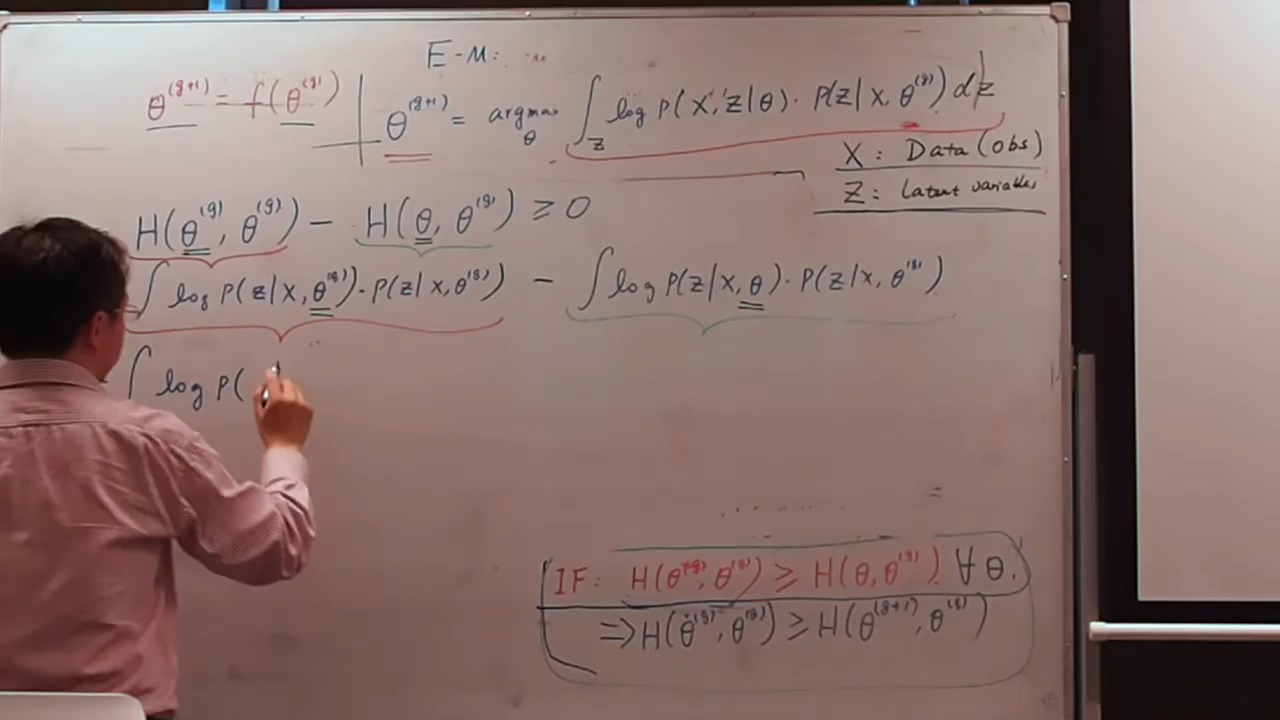 E-M:
θ^(g+1) = f(θ^(g))
θ^(g+1) = argmax_θ ∫_Z log P(X, Z|θ) · P(Z|X, θ^(g)) dz
X: Data (obs)
Z: Latent variables
H(θ^(g), θ^(g)) - H(θ, θ^(g)) ≥ 0
∫ log P(z|X, θ^(g)) · P(z|X, θ^(g)) - ∫ log P(z|X, θ) · P(z|X, θ^(g))
∫ log P(
IF: H(θ^(g), θ^(g)) ≥ H(θ, θ^(g)) ∀ θ.
⇒ H(θ^(g), θ^(g)) ≥ H(θ^(g+1), θ^(g))